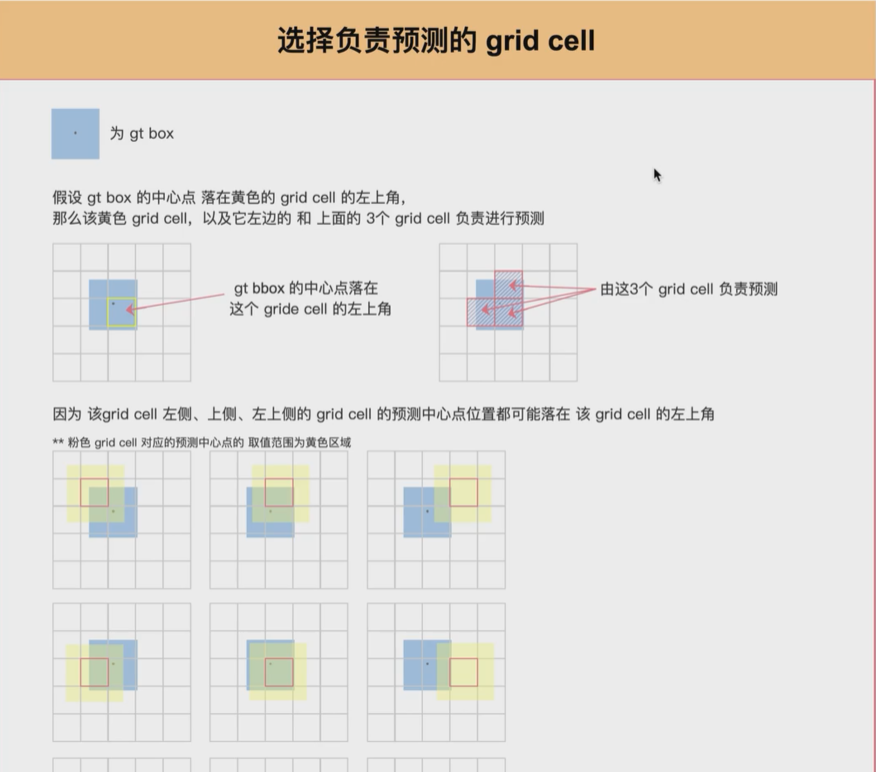 选择负责预测的 grid cell
为 gt box
假设 gt box 的中心点 落在黄色的 grid cell 的左上角,
那么该黄色 grid cell，以及它左边的 和 上面的 3个 grid cell 负责进行预测
gt bbox 的中心点落在
这个 gride cell 的左上角
由这3个 grid cell 负责预测
因为 该grid cell 左侧、上侧、左上侧的 grid cell 的预测中心点位置都可能落在 该 grid cell 的左上角
** 粉色 grid cell 对应的预测中心点的 取值范围为黄色区域